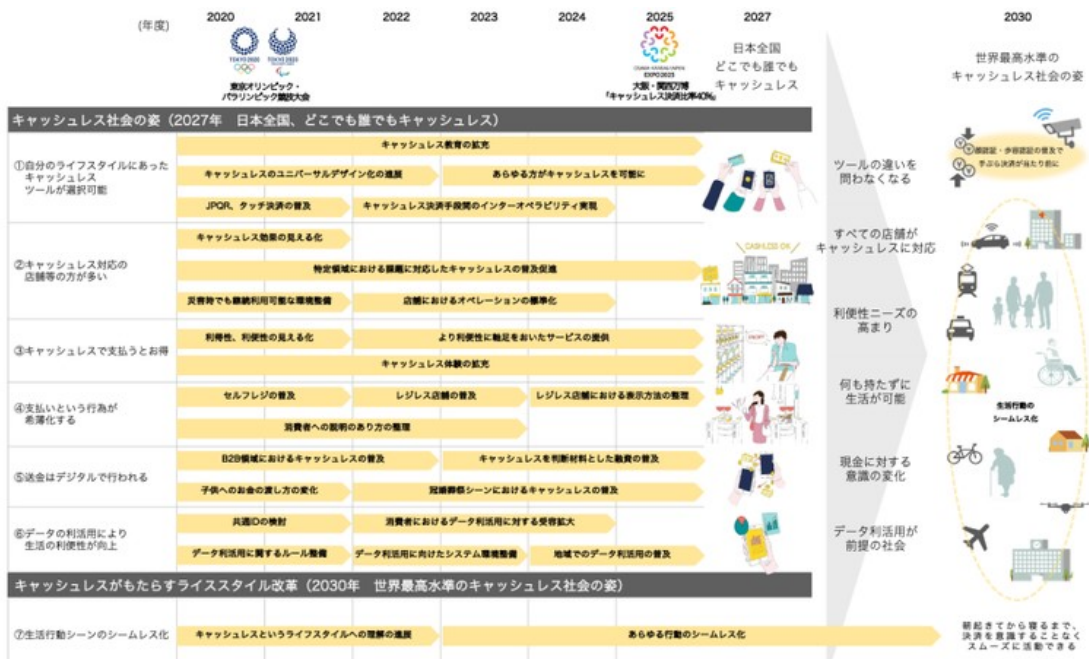 (年度)
2020
2021
2022
2023
2024
2025
2027
2030
TOKYO 2020
TOKYO 2020
東京オリンピック・
パラリンピック競技大会
OSAKA, KANSAI, JAPAN
EXPO2025
大阪・関西万博
「キャッシュレス決済比率40%」
日本全国
どこでも誰でも
キャッシュレス
世界最高水準の
キャッシュレス社会の姿
キャッシュレス社会の姿（2027年　日本全国、どこでも誰でもキャッシュレス）
①自分のライフスタイルにあった
キャッシュレス
ツールが選択可能
キャッシュレス教育の拡充
キャッシュレスのユニバーサルデザイン化の進展
あらゆる方がキャッシュレスを可能に
JPQR、タッチ決済の普及
キャッシュレス決済手段間のインターオペラビリティ実現
②キャッシュレス対応の
店舗等の方が多い
キャッシュレス効果の見える化
特定領域における課題に対応したキャッシュレスの普及促進
災害時でも継続利用可能な環境整備
店舗におけるオペレーションの標準化
CASHLESS OK
③キャッシュレスで支払うとお得
利得性、利便性の見える化
より利便性に軸足をおいたサービスの提供
キャッシュレス体験の拡充
④支払いという行為が
希薄化する
セルフレジの普及
レジレス店舗の普及
レジレス店舗における表示方法の整理
消費者への説明のあり方の整理
⑤送金はデジタルで行われる
B2B領域におけるキャッシュレスの普及
キャッシュレスを判断材料とした融資の普及
子供へのお金の渡し方の変化
冠婚葬祭シーンにおけるキャッシュレスの普及
⑥データの利活用により
生活の利便性が向上
共通IDの検討
消費者におけるデータ利活用に対する受容拡大
データ利活用に関するルール整備
データ利活用に向けたシステム環境整備
地域でのデータ利活用の普及
キャッシュレスがもたらすライススタイル改革（2030年　世界最高水準のキャッシュレス社会の姿）
⑦生活行動シーンのシームレス化
キャッシュレスというライフスタイルへの理解の進展
あらゆる行動のシームレス化
ツールの違いを
問わなくなる
すべての店舗が
キャッシュレスに対応
利便性ニーズの
高まり
何も持たずに
生活が可能
現金に対する
意識の変化
データ利活用が
前提の社会
顔認証・歩容認証の普及で
手ぶら決済が当たり前に
生活行動の
シームレス化
朝起きてから寝るまで、
決済を意識することなく
スムーズに活動できる